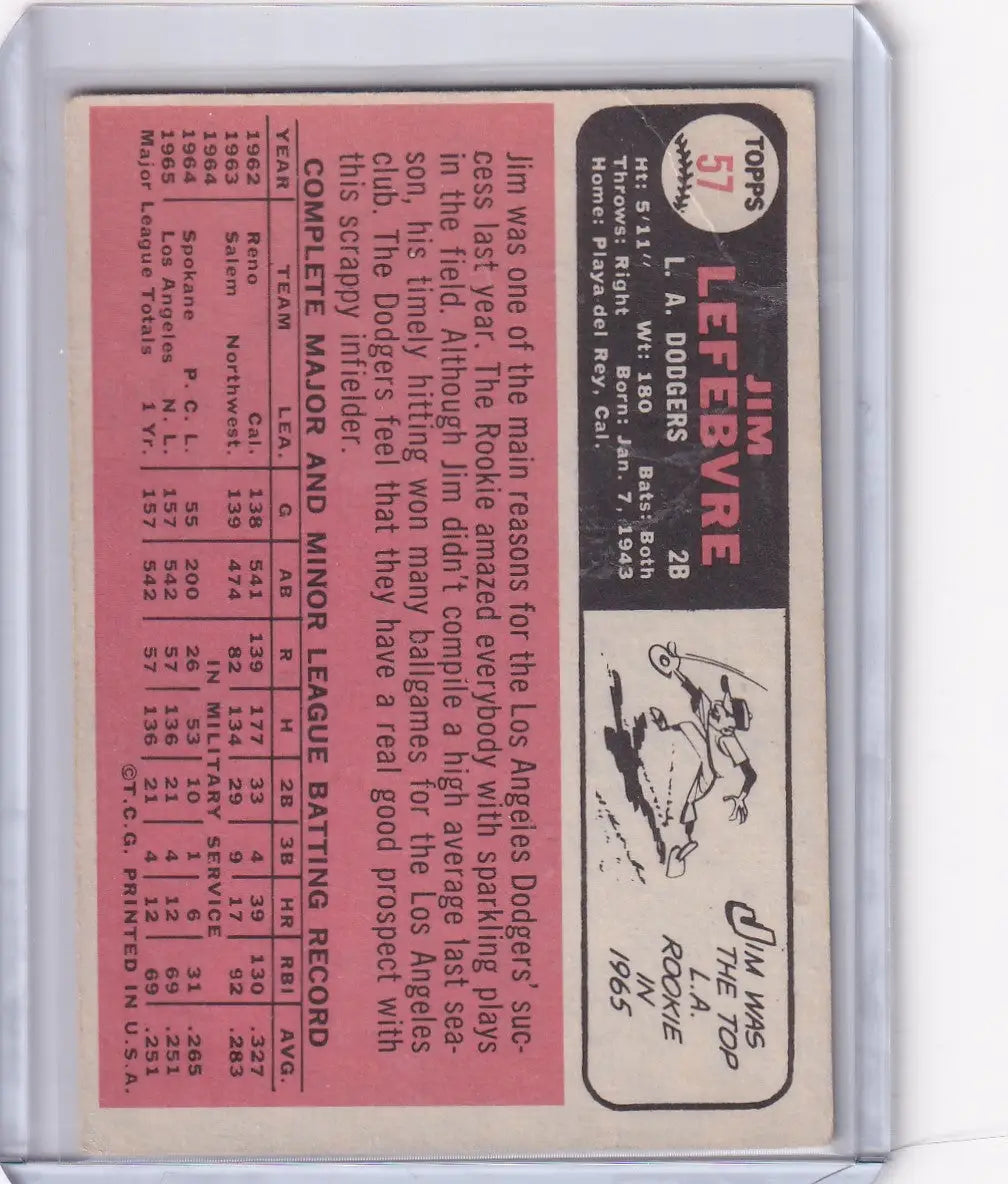 TOPPS
57
JIM
LEFEBVRE
L. A. DODGERS 2B
Ht: 5'11" Wt: 180 Bats: Both
Throws: Right Born: Jan. 7, 1943
Home: Playa del Rey, Cal.
JIM WAS
THE TOP
L.A.
ROOKIE
IN
1965
Jim was one of the main reasons for the Los Angeles Dodgers' suc-
cess last year. The Rookie amazed everybody with sparkling plays
in the field. Although Jim didn't compile a high average last sea-
son, his timely hitting won many ballgames for the Los Angeles
club. The Dodgers feel that they have a real good prospect with
this scrappy infielder.
COMPLETE MAJOR AND MINOR LEAGUE BATTING RECORD
YEAR TEAM LEA. G AB R H 2B 3B HR RBI AVG.
1962 Reno Cal. 138 541 139 177 33 4 39 130 .327
1963 Salem Northwest. 139 474 82 134 29 9 17 92 .283
1964 IN MILITARY SERVICE
1964 Spokane P. C. L. 55 200 26 53 10 1 6 31 .265
1965 Los Angeles N. L. 157 542 57 136 21 4 12 69 .251
Major League Totals 1 Yr. 157 542 57 136 21 4 12 69 .251
©T.C.G. PRINTED IN U.S.A.